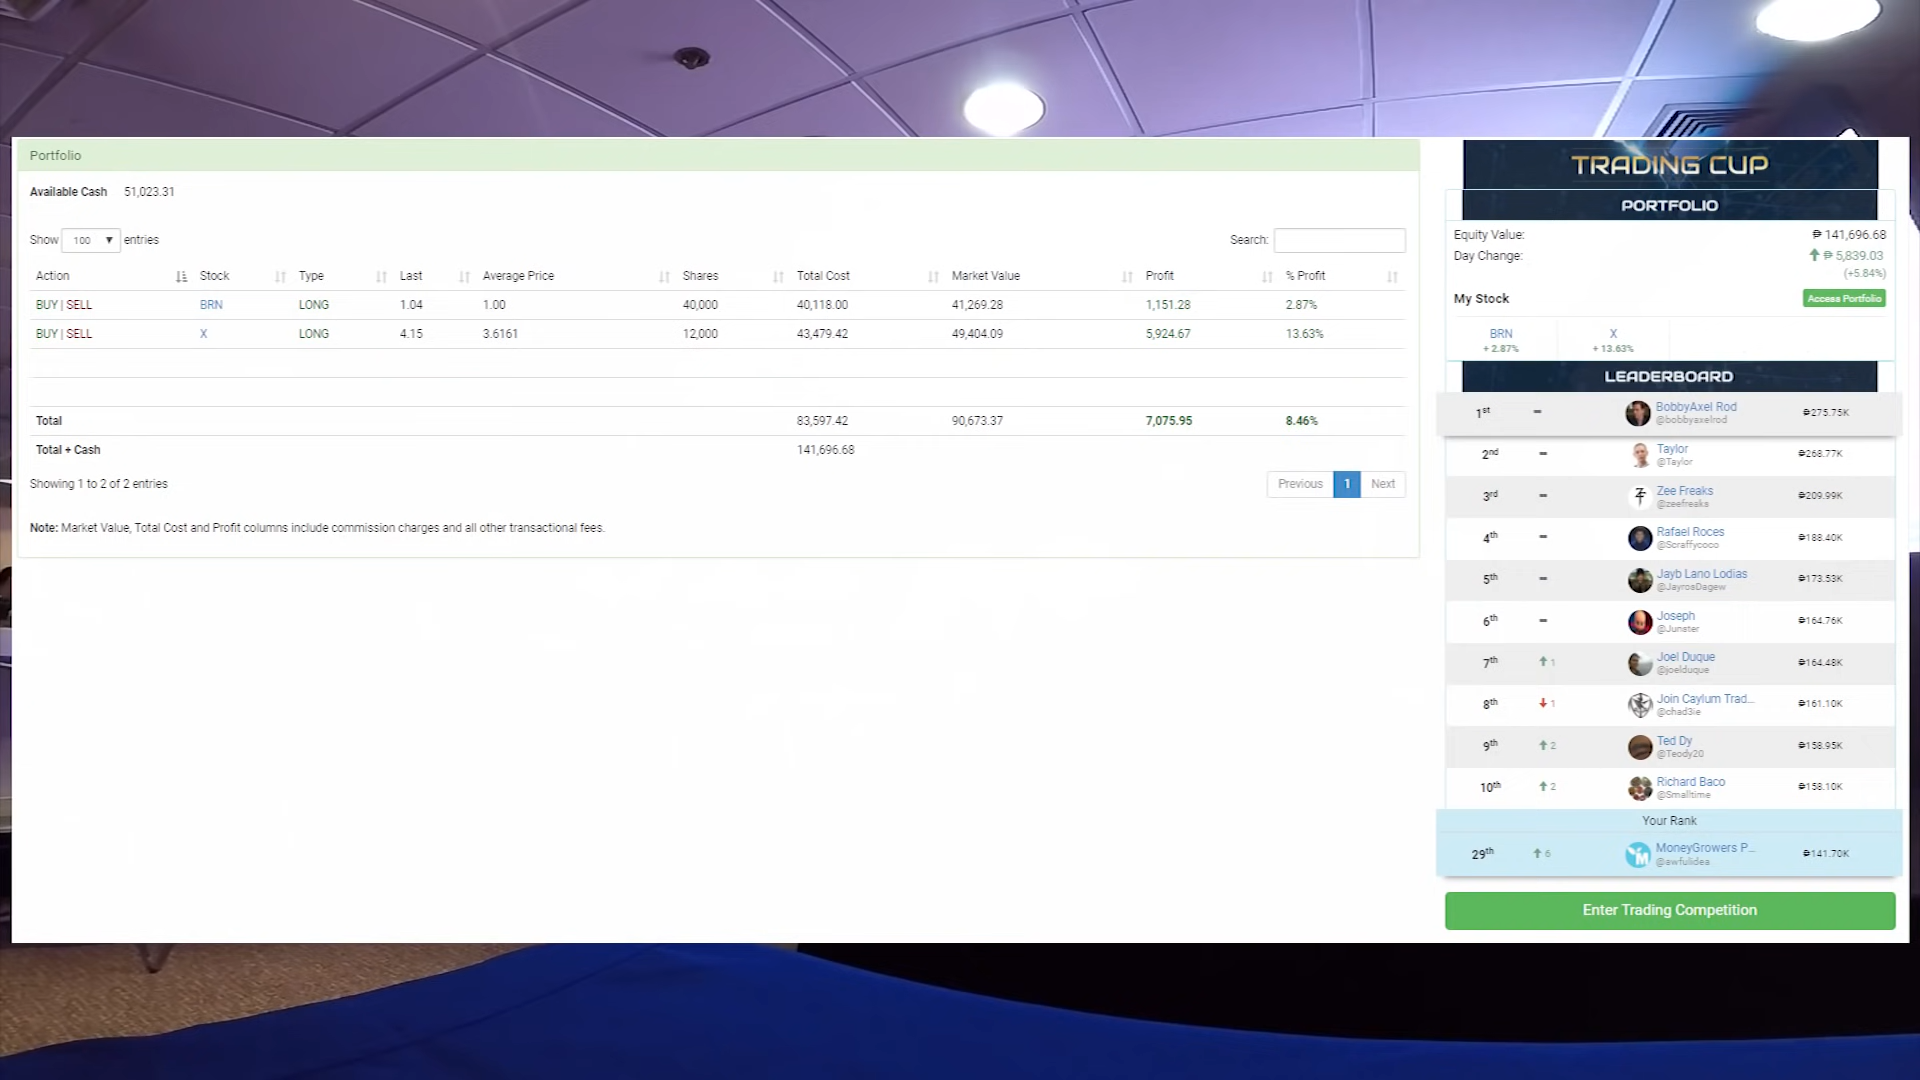 Portfolio
Available Cash 51,023.31
Show 100 entries
Search:
Action Stock Type Last Average Price Shares Total Cost Market Value Profit % Profit
BUY | SELL BRN LONG 1.04 1.00 40,000 40,118.00 41,269.28 1,151.28 2.87%
BUY | SELL X LONG 4.15 3.6161 12,000 43,479.42 49,404.09 5,924.67 13.63%
Total 83,597.42 90,673.37 7,075.95 8.46%
Total + Cash 141,696.68
Showing 1 to 2 of 2 entries
Previous 1 Next
Note: Market Value, Total Cost and Profit columns include commission charges and all other transactional fees.
TRADING CUP
PORTFOLIO
Equity Value: ₱ 141,696.68
Day Change: ₱ 5,839.03
(+5.84%)
My Stock Access Portfolio
BRN X
+ 2.87% + 13.63%
LEADERBOARD
1st BobbyAxel Rod ₱275.75K
@bobbyaxelrod
2nd Taylor ₱268.77K
@Taylor
3rd Zee Freaks ₱209.99K
@zeefreaks
4th Rafael Roces ₱188.40K
@Scraffycoco
5th Jayb Lano Lodias ₱173.53K
@JayrosDagew
6th Joseph ₱164.76K
@Junster
7th 1 Joel Duque ₱164.48K
@joelduque
8th 1 Join Caylum Trad... ₱161.10K
@chad3ie
9th 2 Ted Dy ₱158.95K
@Teody20
10th 2 Richard Baco ₱158.10K
@Smalltime
Your Rank
29th 6 MoneyGrowers P... ₱141.70K
@awfulidea
Enter Trading Competition